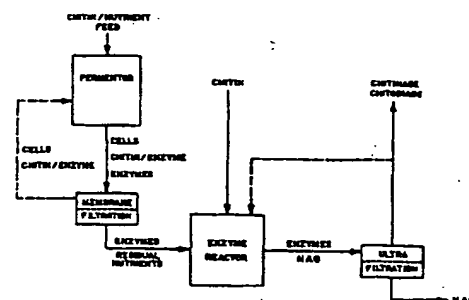 CHITIN/NUTRIENT
FEED
FERMENTOR
CHITIN
CHITINASE
CHITOBIASE
CELLS
CHITIN/ENZYME
CELLS
CHITIN/ENZYME
ENZYMES
MEMBRANE
FILTRATION
ENZYMES
RESIDUAL
NUTRIENTS
ENZYME
REACTOR
ENZYMES
NAG
ULTRA
FILTRATION
NAG